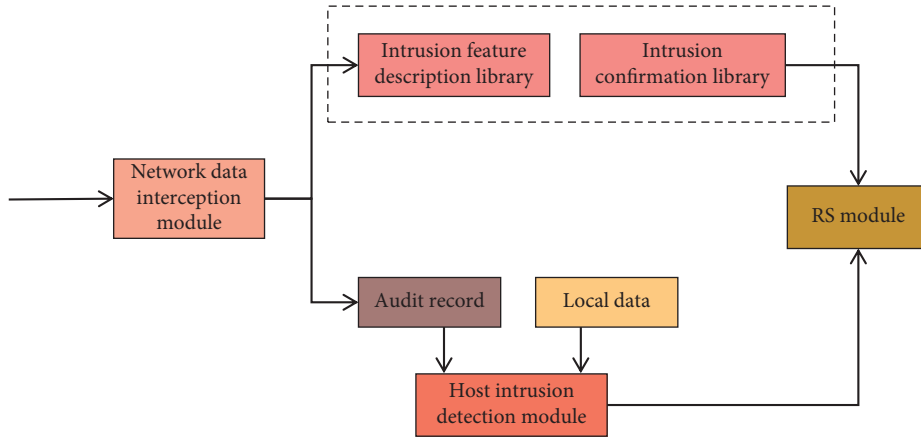 Intrusion feature
description library
Intrusion
confirmation library
Network data
interception
module
RS module
Audit record
Local data
Host intrusion
detection module